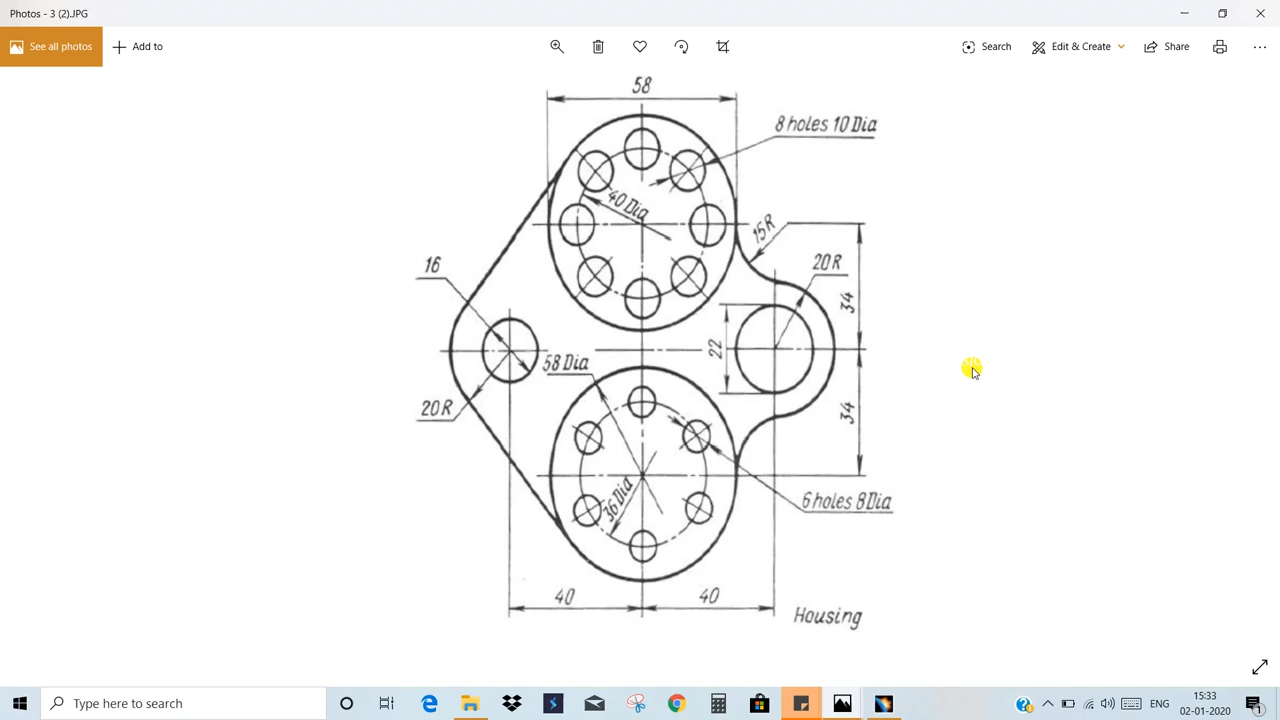 Photos - 3 (2).JPG
See all photos
Add to
Search
Edit & Create
Share
58
8 holes 10 Dia
40 Dia
15 R
16
20 R
34
58 Dia
22
20 R
34
36 Dia
6 holes 8 Dia
40
40
Housing
Type here to search
ENG
15:33
02-01-2020
1